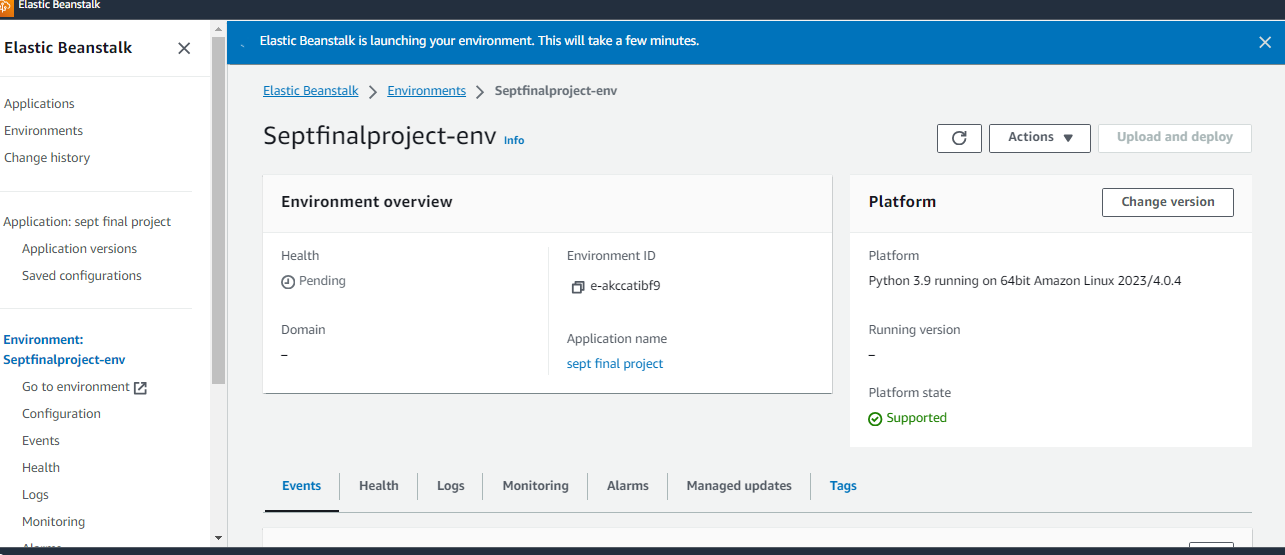 Elastic Beanstalk
Elastic Beanstalk
Applications
Environments
Change history
Application: sept final project
Application versions
Saved configurations
Environment:
Septfinalproject-env
Go to environment
Configuration
Events
Health
Logs
Monitoring
Alarms
Elastic Beanstalk is launching your environment. This will take a few minutes.
Elastic Beanstalk > Environments > Septfinalproject-env
Septfinalproject-env Info
Actions
Upload and deploy
Environment overview
Health
Pending
Domain
–
Environment ID
e-akccatibf9
Application name
sept final project
Platform
Change version
Platform
Python 3.9 running on 64bit Amazon Linux 2023/4.0.4
Running version
–
Platform state
Supported
Events Health Logs Monitoring Alarms Managed updates Tags